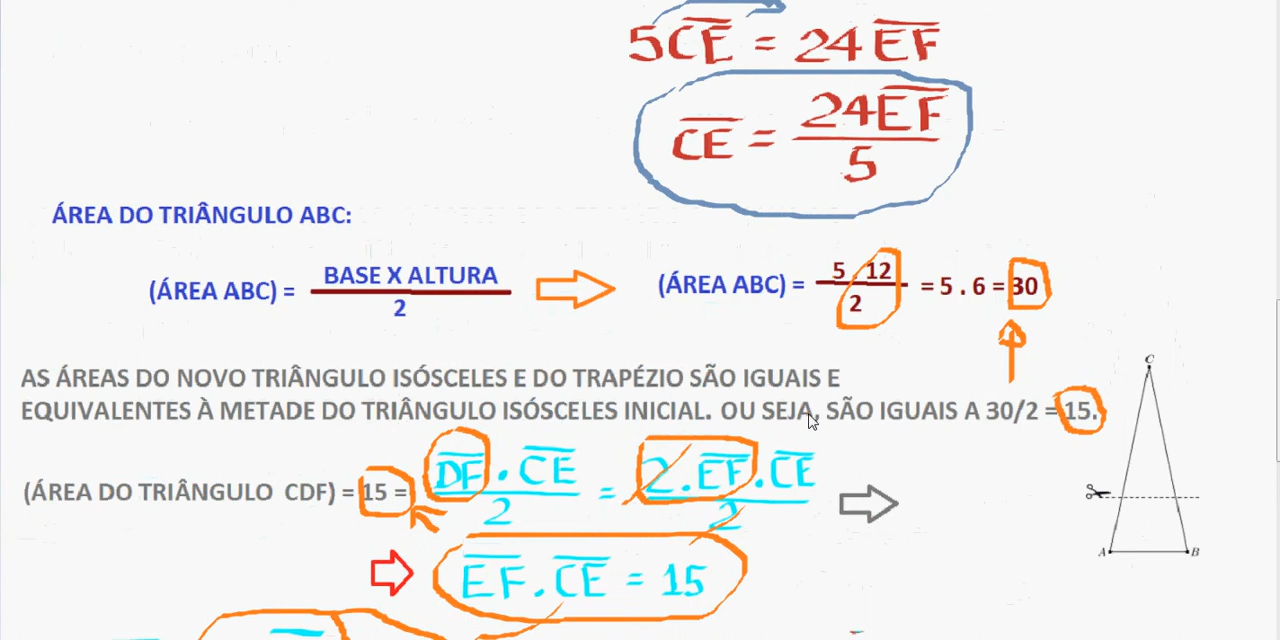 5CE = 24EF
CE = 24EF / 5
ÁREA DO TRIÂNGULO ABC:
(ÁREA ABC) = BASE X ALTURA / 2 (ÁREA ABC) = 5 . 12 / 2 = 5 . 6 = 30
AS ÁREAS DO NOVO TRIÂNGULO ISÓSCELES E DO TRAPÉZIO SÃO IGUAIS E
EQUIVALENTES À METADE DO TRIÂNGULO ISÓSCELES INICIAL. OU SEJA, SÃO IGUAIS A 30/2 = 15.
(ÁREA DO TRIÂNGULO CDF) = 15 = DF . CE / 2 = 2 . EF . CE / 2
EF . CE = 15
C
A B